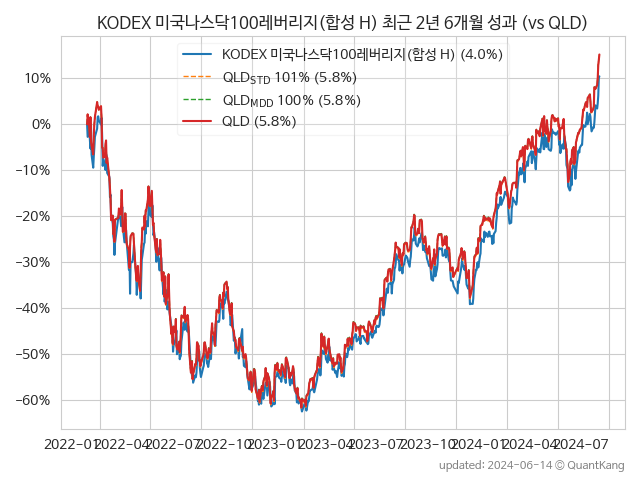 KODEX 미국나스닥100레버리지(합성 H) 최근 2년 6개월 성과 (vs QLD)
KODEX 미국나스닥100레버리지(합성 H) (4.0%)
QLD_STD 101% (5.8%)
QLD_MDD 100% (5.8%)
QLD (5.8%)
10%
0%
−10%
−20%
−30%
−40%
−50%
−60%
2022-01 2022-04 2022-07 2022-10 2023-01 2023-04 2023-07 2023-10 2024-01 2024-04 2024-07
updated: 2024-06-14 © QuantKang